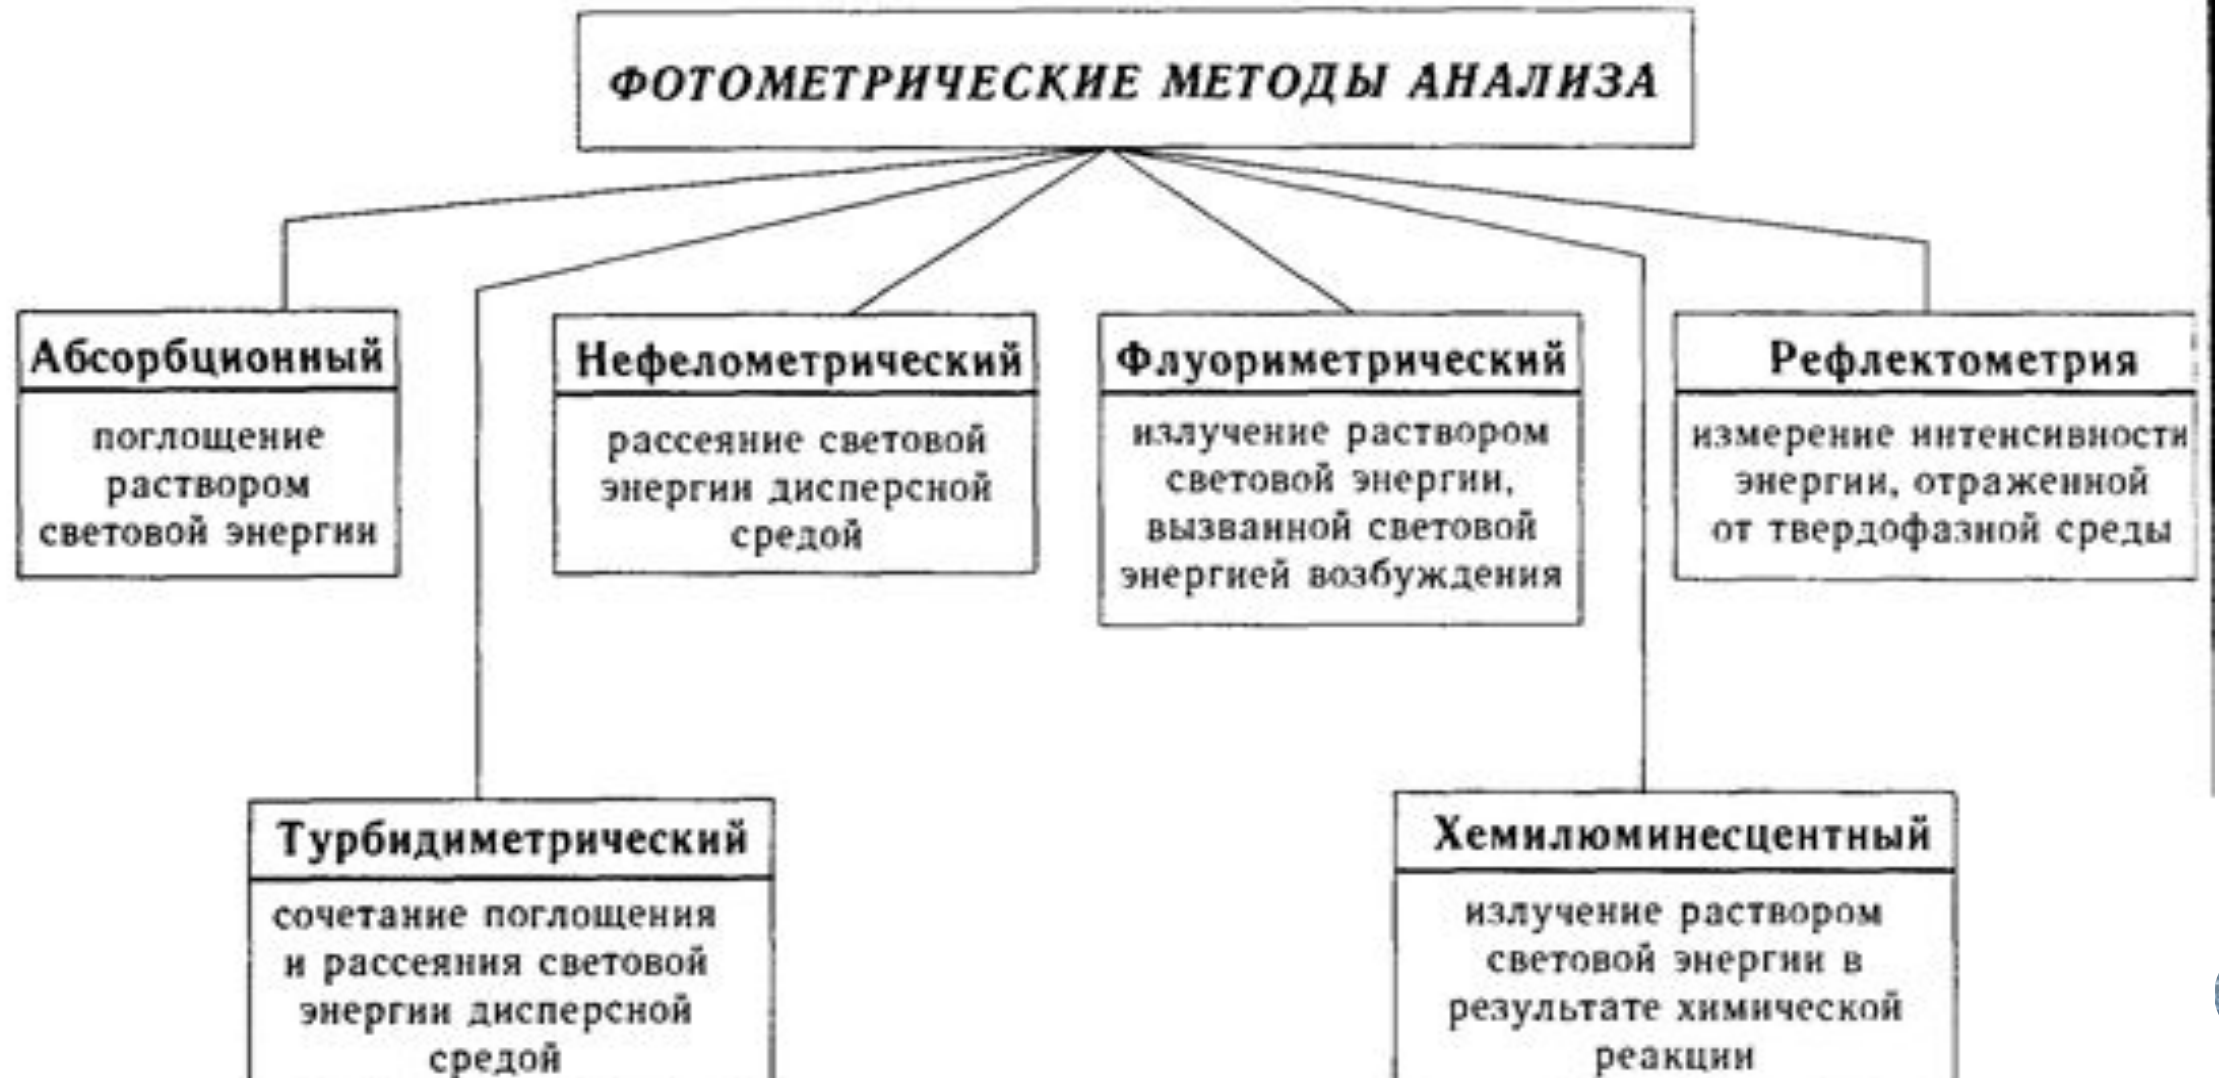 ФОТОМЕТРИЧЕСКИЕ МЕТОДЫ АНАЛИЗА
Абсорбционный
поглощение
раствором
световой энергии
Нефелометрический
рассеяние световой
энергии дисперсной
средой
Флуориметрический
излучение раствором
световой энергии,
вызванной световой
энергией возбуждения
Рефлектометрия
измерение интенсивности
энергии, отраженной
от твердофазной среды
Турбидиметрический
сочетание поглощения
и рассеяния световой
энергии дисперсной
средой
Хемилюминесцентный
излучение раствором
световой энергии в
результате химической
реакции